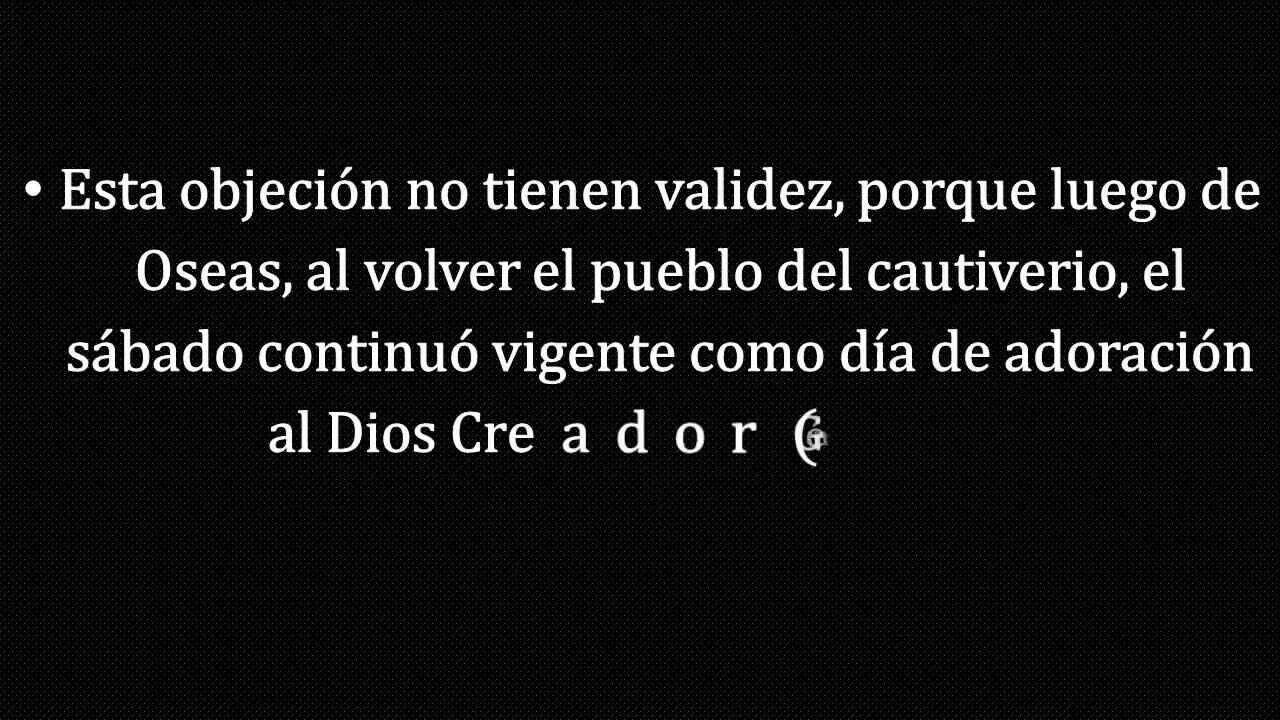 • Esta objeción no tienen validez, porque luego de
Oseas, al volver el pueblo del cautiverio, el
sábado continuó vigente como día de adoración
al Dios Cre a d o r (